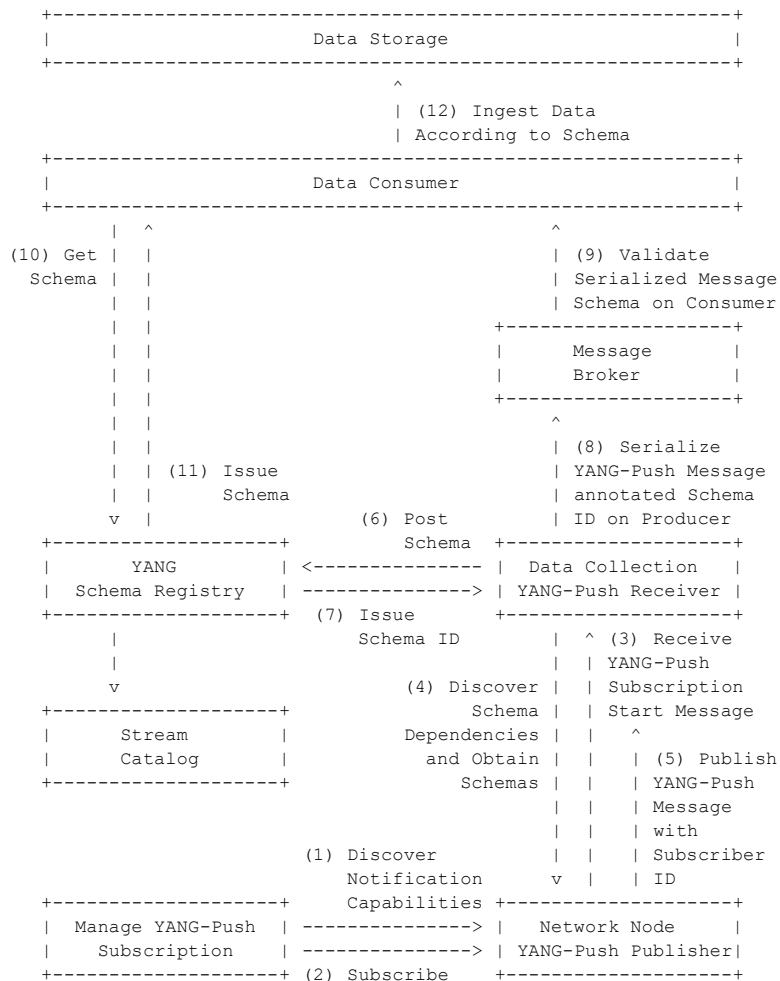 Data Storage
(12) Ingest Data
According to Schema
Data Consumer
(10) Get
(9) Validate
Schema
Serialized Message
Schema on Consumer
Message
Broker
(8) Serialize
(11) Issue
YANG-Push Message
Schema
annotated Schema
(6) Post
ID on Producer
Schema
YANG
Data Collection
Schema Registry
YANG-Push Receiver
(7) Issue
Schema ID
(3) Receive
YANG-Push
(4) Discover
Subscription
Schema
Start Message
Stream
Dependencies
Catalog
and Obtain
(5) Publish
Schemas
YANG-Push
Message
with
(1) Discover
Subscriber
Notification
ID
Capabilities
Manage YANG-Push
Network Node
Subscription
YANG-Push Publisher
(2) Subscribe